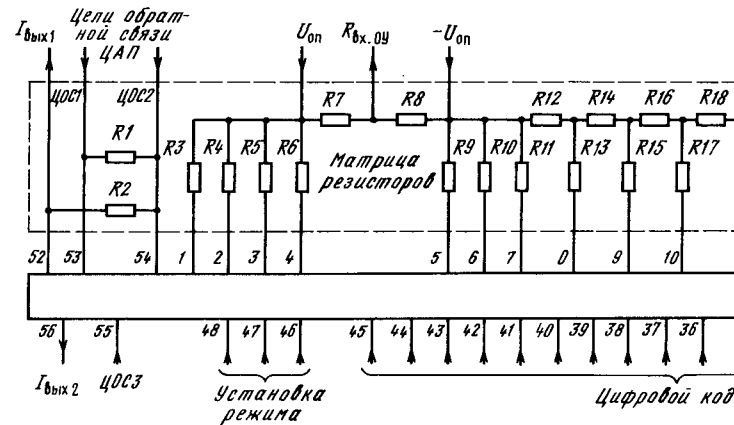 Iвых1
Цепи обрат-
ной связи
ЦАП
Uоп
Rвх. ОУ
-Uоп
ЦОС1
ЦОС2
R1
R2
R3 R4 R5 R6
R7 R8
R9 R10 R11
R12 R14 R16 R18
R13 R15 R17
Матрица
резисторов
52 53 54 1 2 3 4 5 6 7 0 9 10
56 55 48 47 46 45 44 43 42 41 40 39 38 37 36
Iвых 2
ЦОС3
Установка
режима
Цифровой код